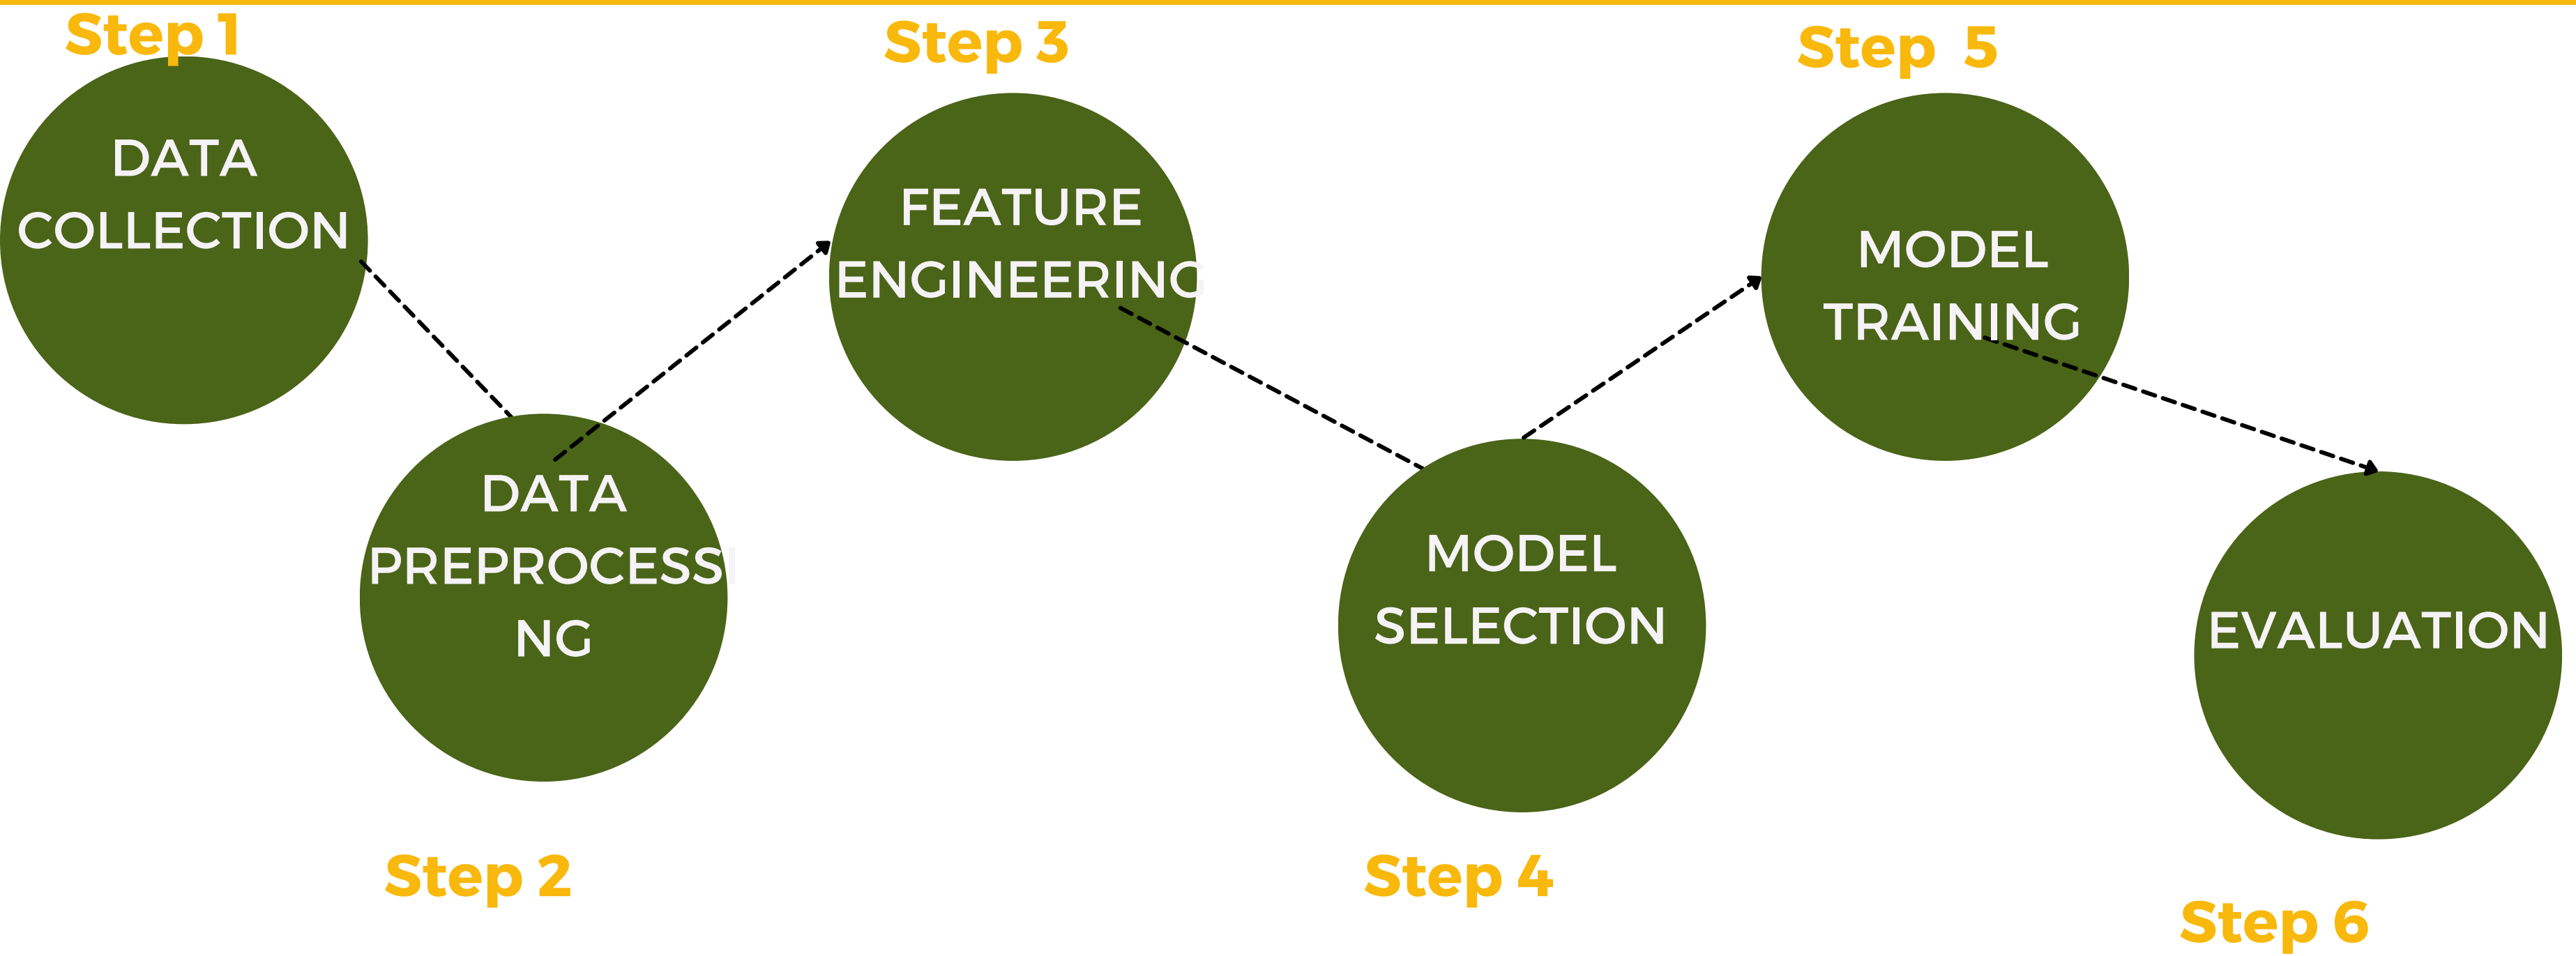 Step 1
DATA
COLLECTION
Step 2
DATA
PREPROCESSI
NG
Step 3
FEATURE
ENGINEERING
Step 4
MODEL
SELECTION
Step 5
MODEL
TRAINING
Step 6
EVALUATION